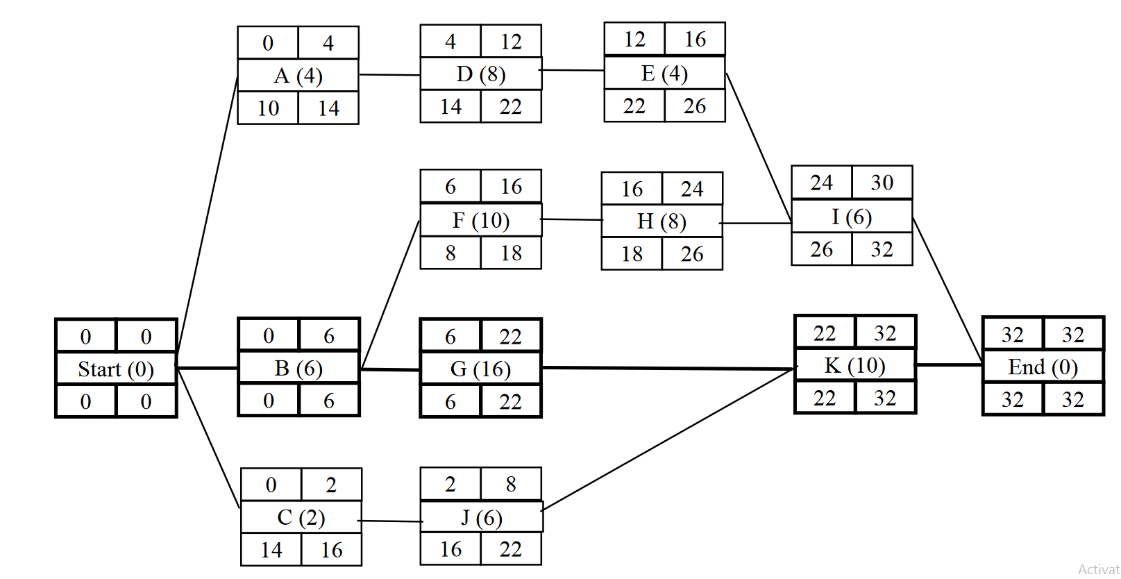 0 4
A (4)
10 14
4 12
D (8)
14 22
12 16
E (4)
22 26
6 16
F (10)
8 18
16 24
H (8)
18 26
24 30
I (6)
26 32
0 0
Start (0)
0 0
0 6
B (6)
0 6
6 22
G (16)
6 22
22 32
K (10)
22 32
32 32
End (0)
32 32
0 2
C (2)
14 16
2 8
J (6)
16 22
Activat